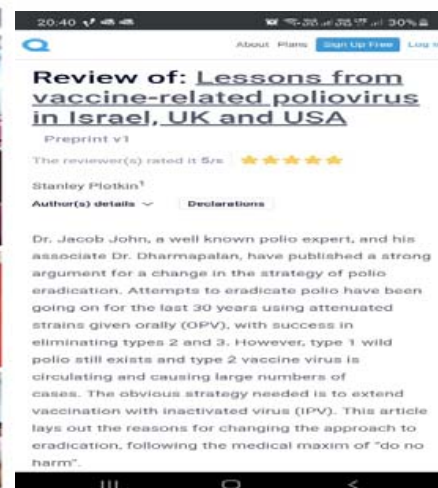 20:40
30%
About Plans Sign Up Free Log
Review of: Lessons from
vaccine-related poliovirus
in Israel, UK and USA
Preprint v1
The reviewer(s) rated it 5/5
Stanley Plotkin¹
Author(s) details Declarations
Dr. Jacob John, a well known polio expert, and his
associate Dr. Dharmapalan, have published a strong
argument for a change in the strategy of polio
eradication. Attempts to eradicate polio have been
going on for the last 30 years using attenuated
strains given orally (OPV), with success in
eliminating types 2 and 3. However, type 1 wild
polio still exists and type 2 vaccine virus is
circulating and causing large numbers of
cases. The obvious strategy needed is to extend
vaccination with inactivated virus (IPV). This article
lays out the reasons for changing the approach to
eradication, following the medical maxim of "do no
harm".